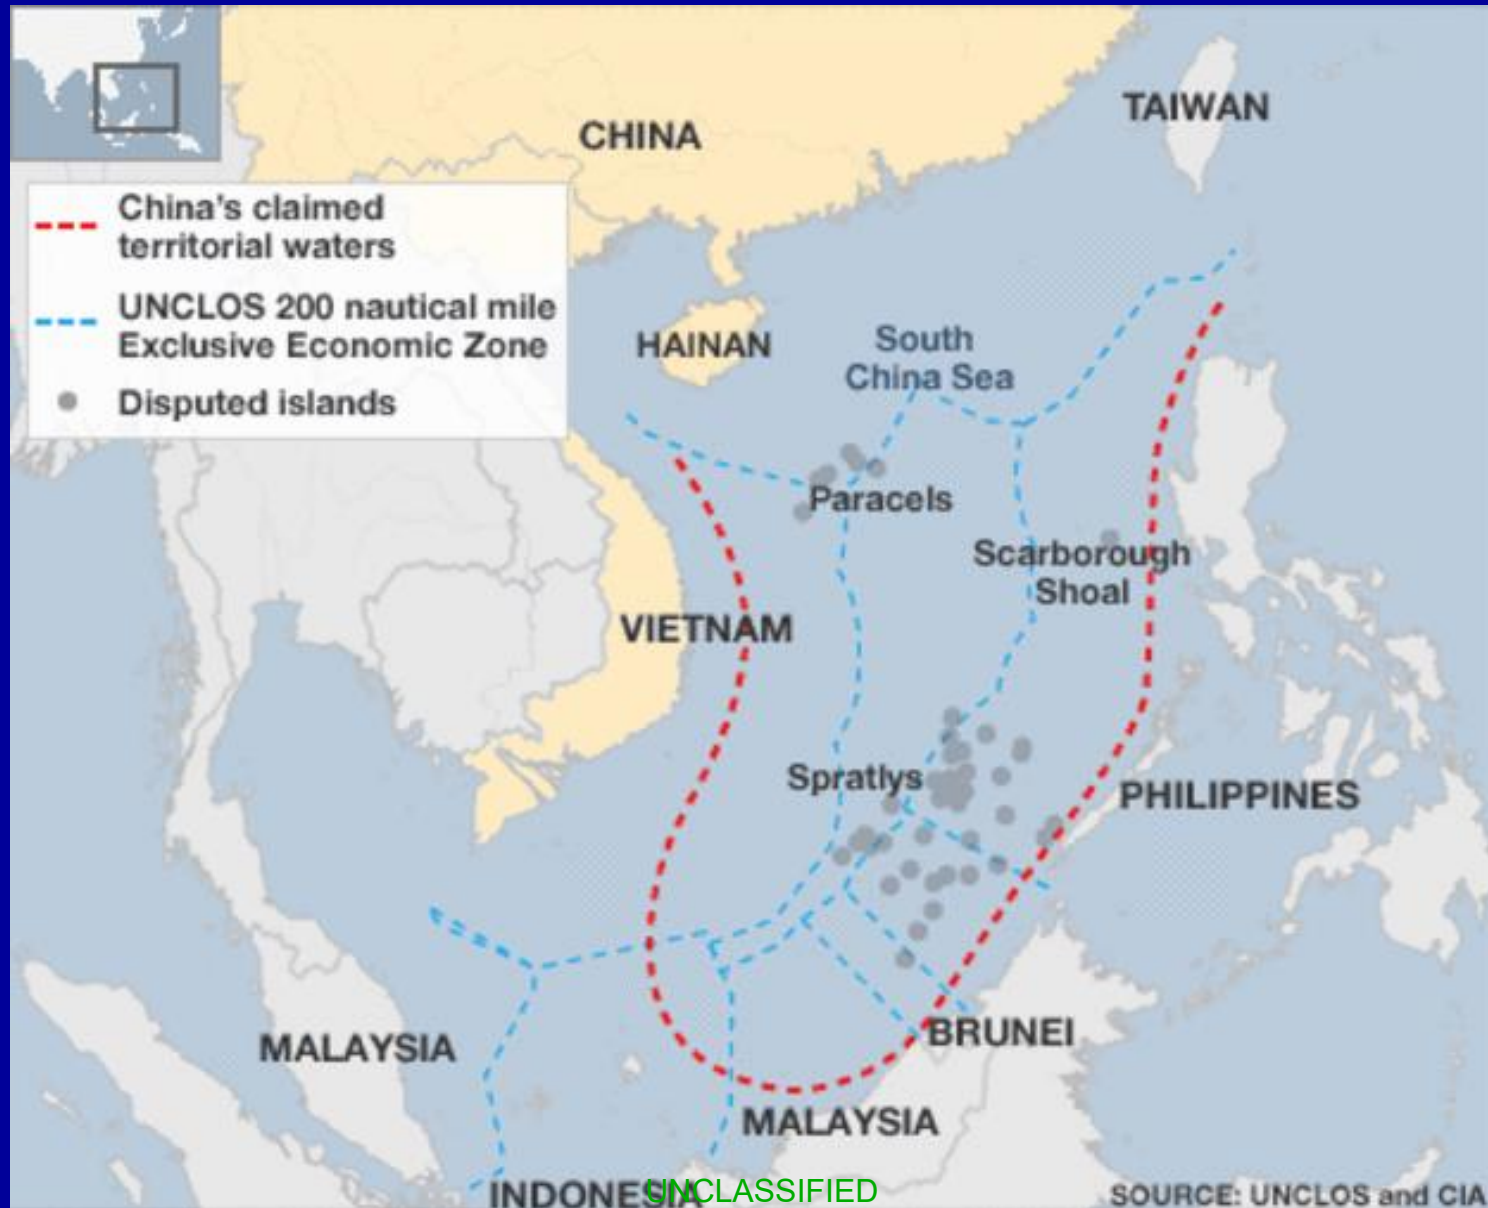 TAIWAN
CHINA
China's claimed
territorial waters
UNCLOS 200 nautical mile
Exclusive Economic Zone
Disputed islands
HAINAN
South
China Sea
Paracels
Scarborough
Shoal
VIETNAM
Spratlys
PHILIPPINES
BRUNEI
MALAYSIA
MALAYSIA
INDONESIA
UNCLASSIFIED
SOURCE: UNCLOS and CIA